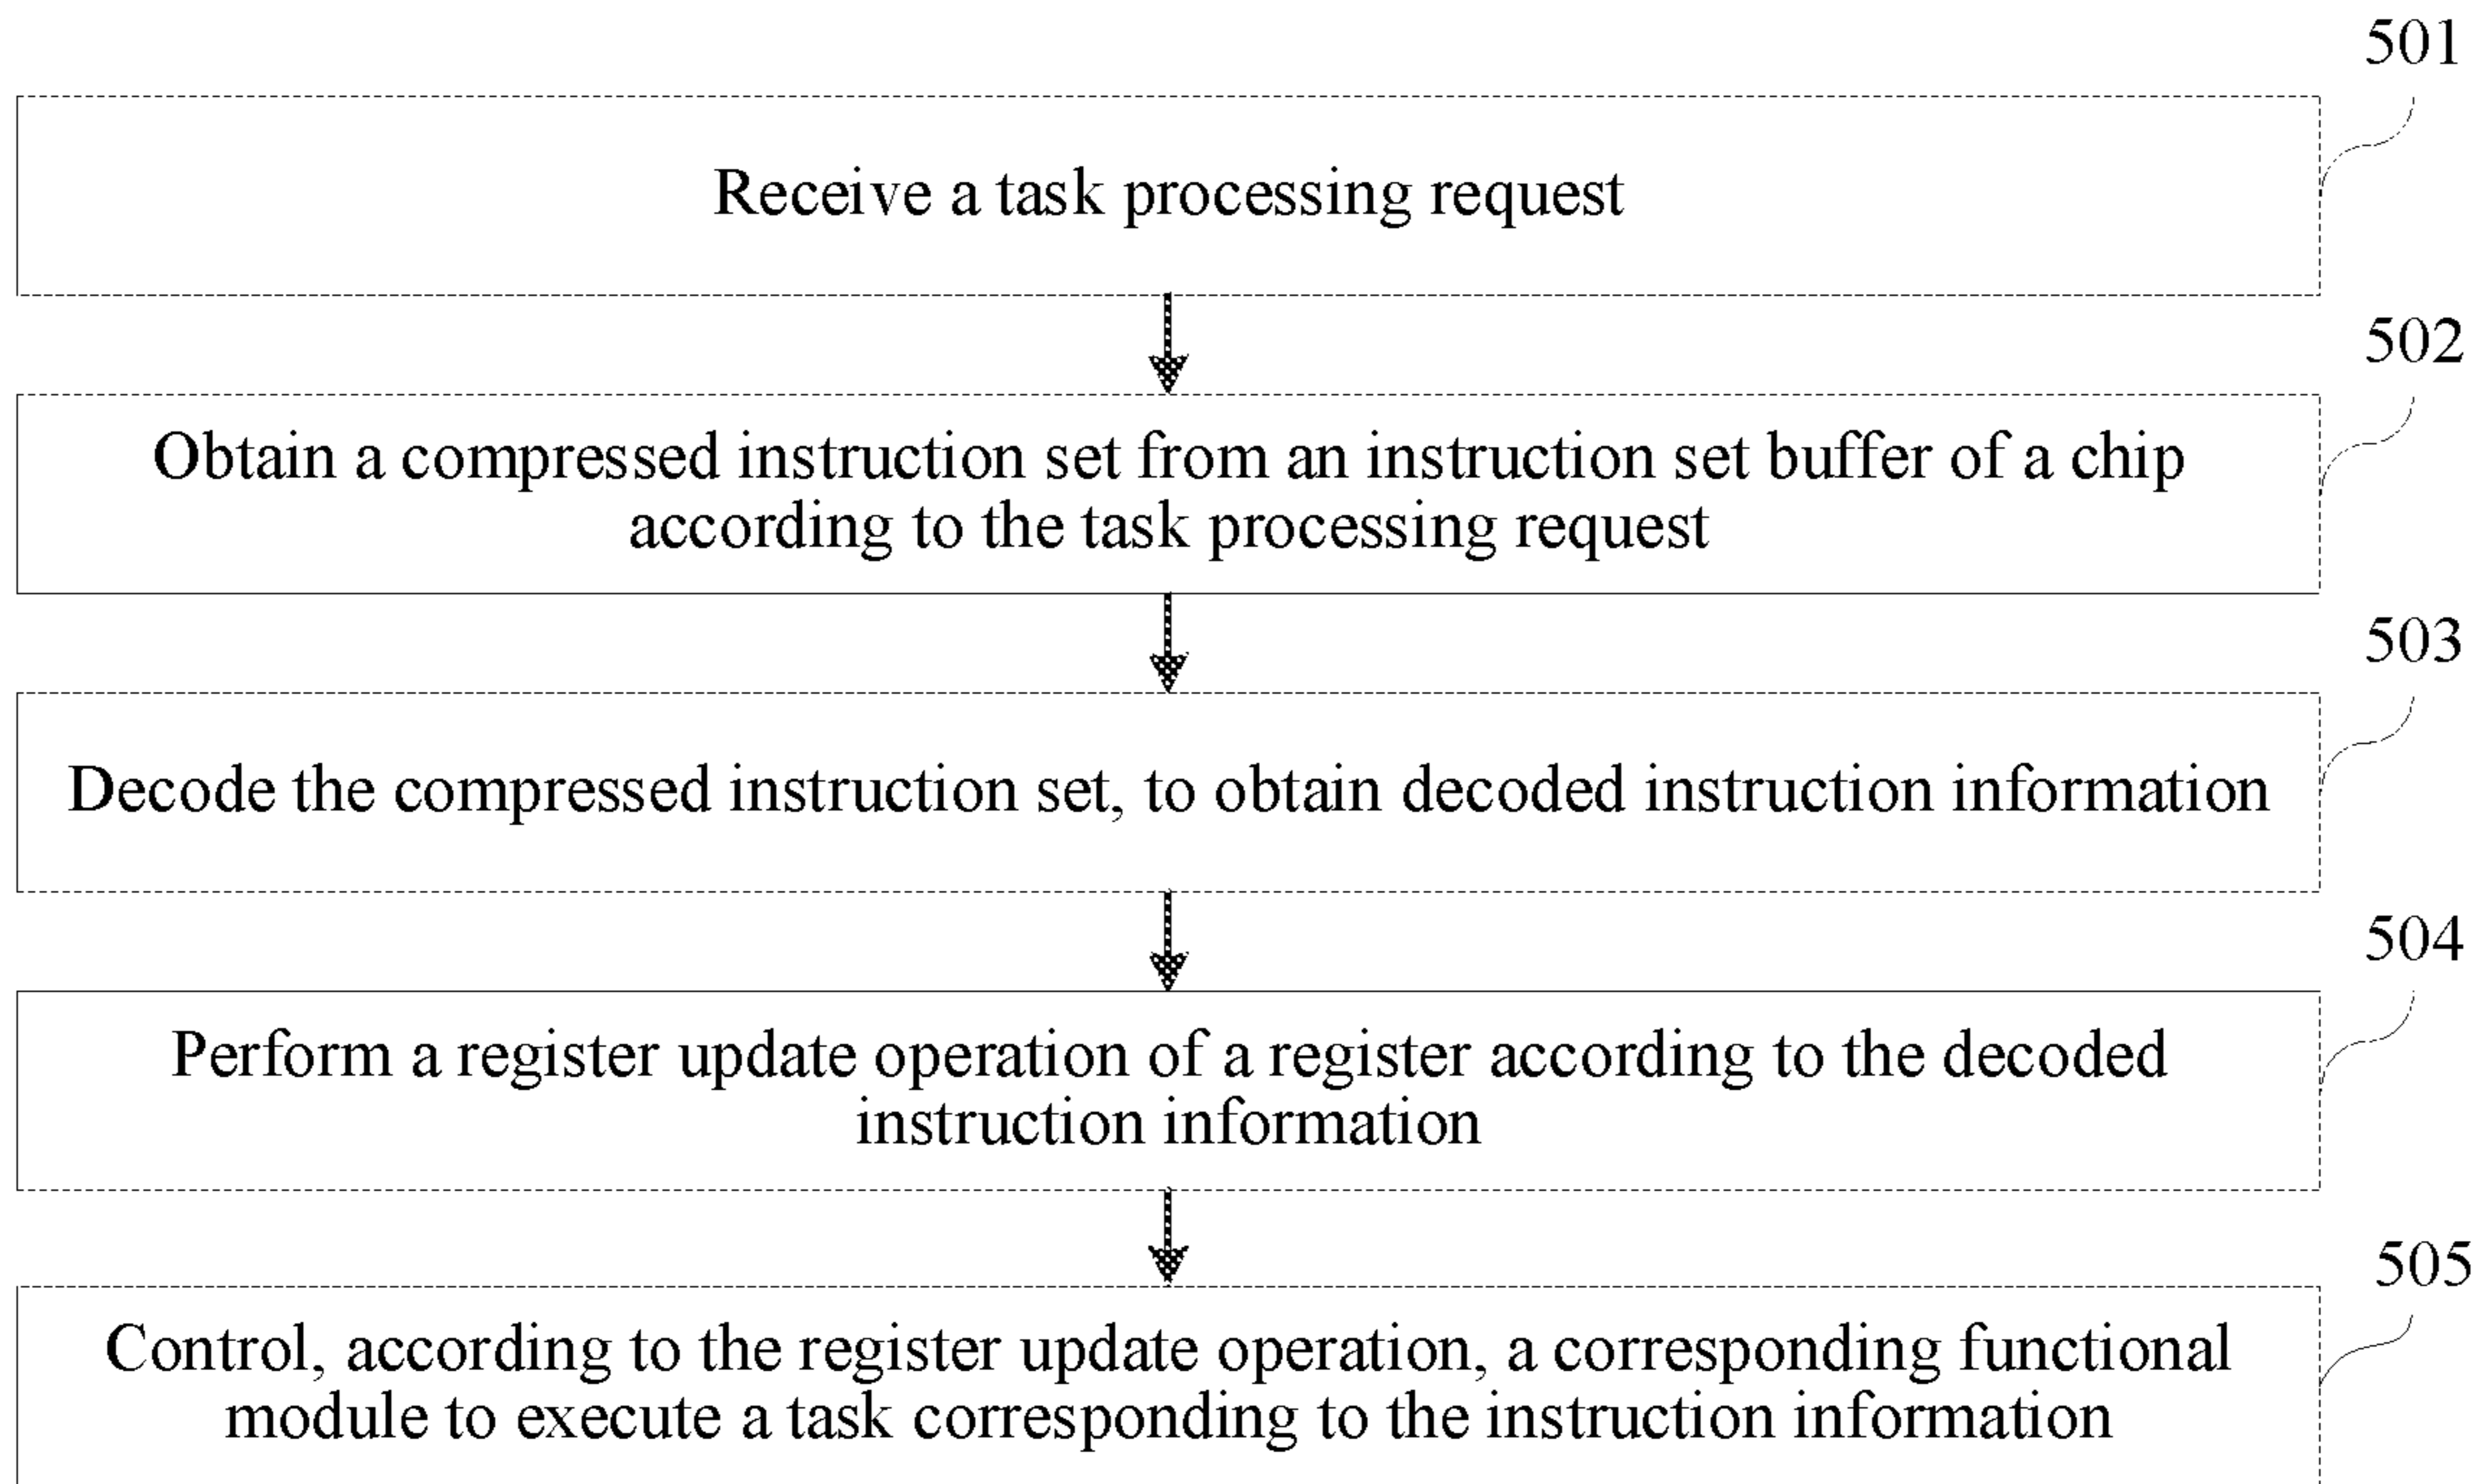 501
Receive a task processing request
502
Obtain a compressed instruction set from an instruction set buffer of a chip
according to the task processing request
503
Decode the compressed instruction set, to obtain decoded instruction information
504
Perform a register update operation of a register according to the decoded
instruction information
505
Control, according to the register update operation, a corresponding functional
module to execute a task corresponding to the instruction information